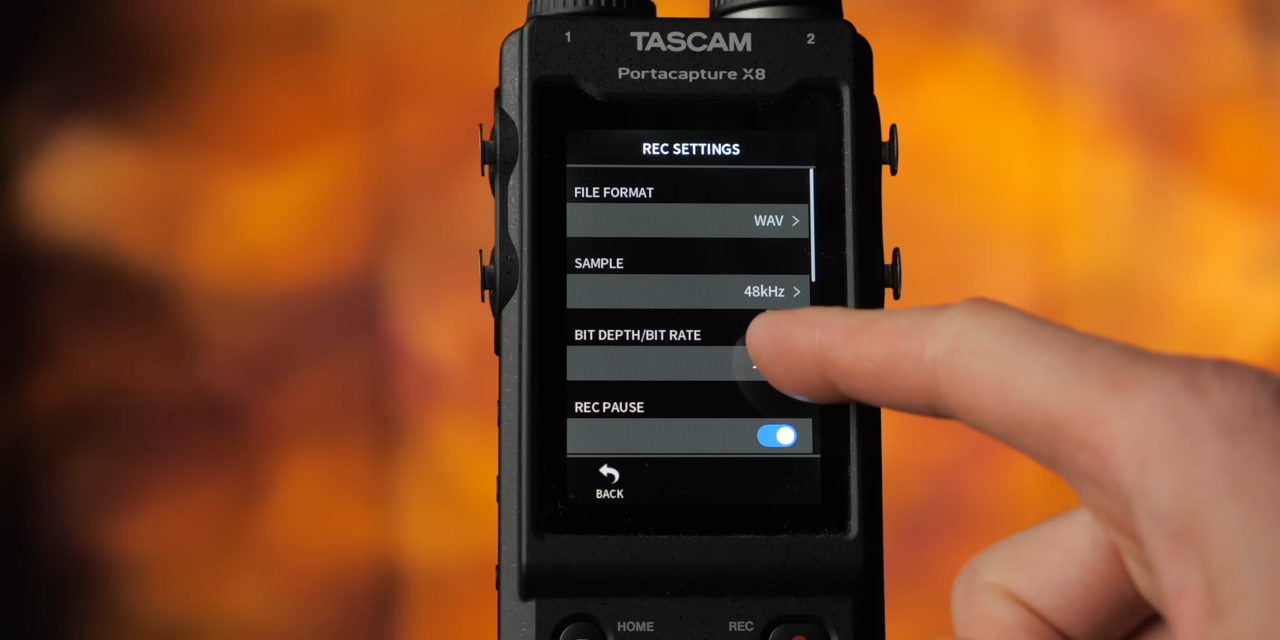 1
TASCAM
2
Portacapture X8
REC SETTINGS
FILE FORMAT
WAV >
SAMPLE
48kHz >
BIT DEPTH/BIT RATE
REC PAUSE
BACK
HOME
REC